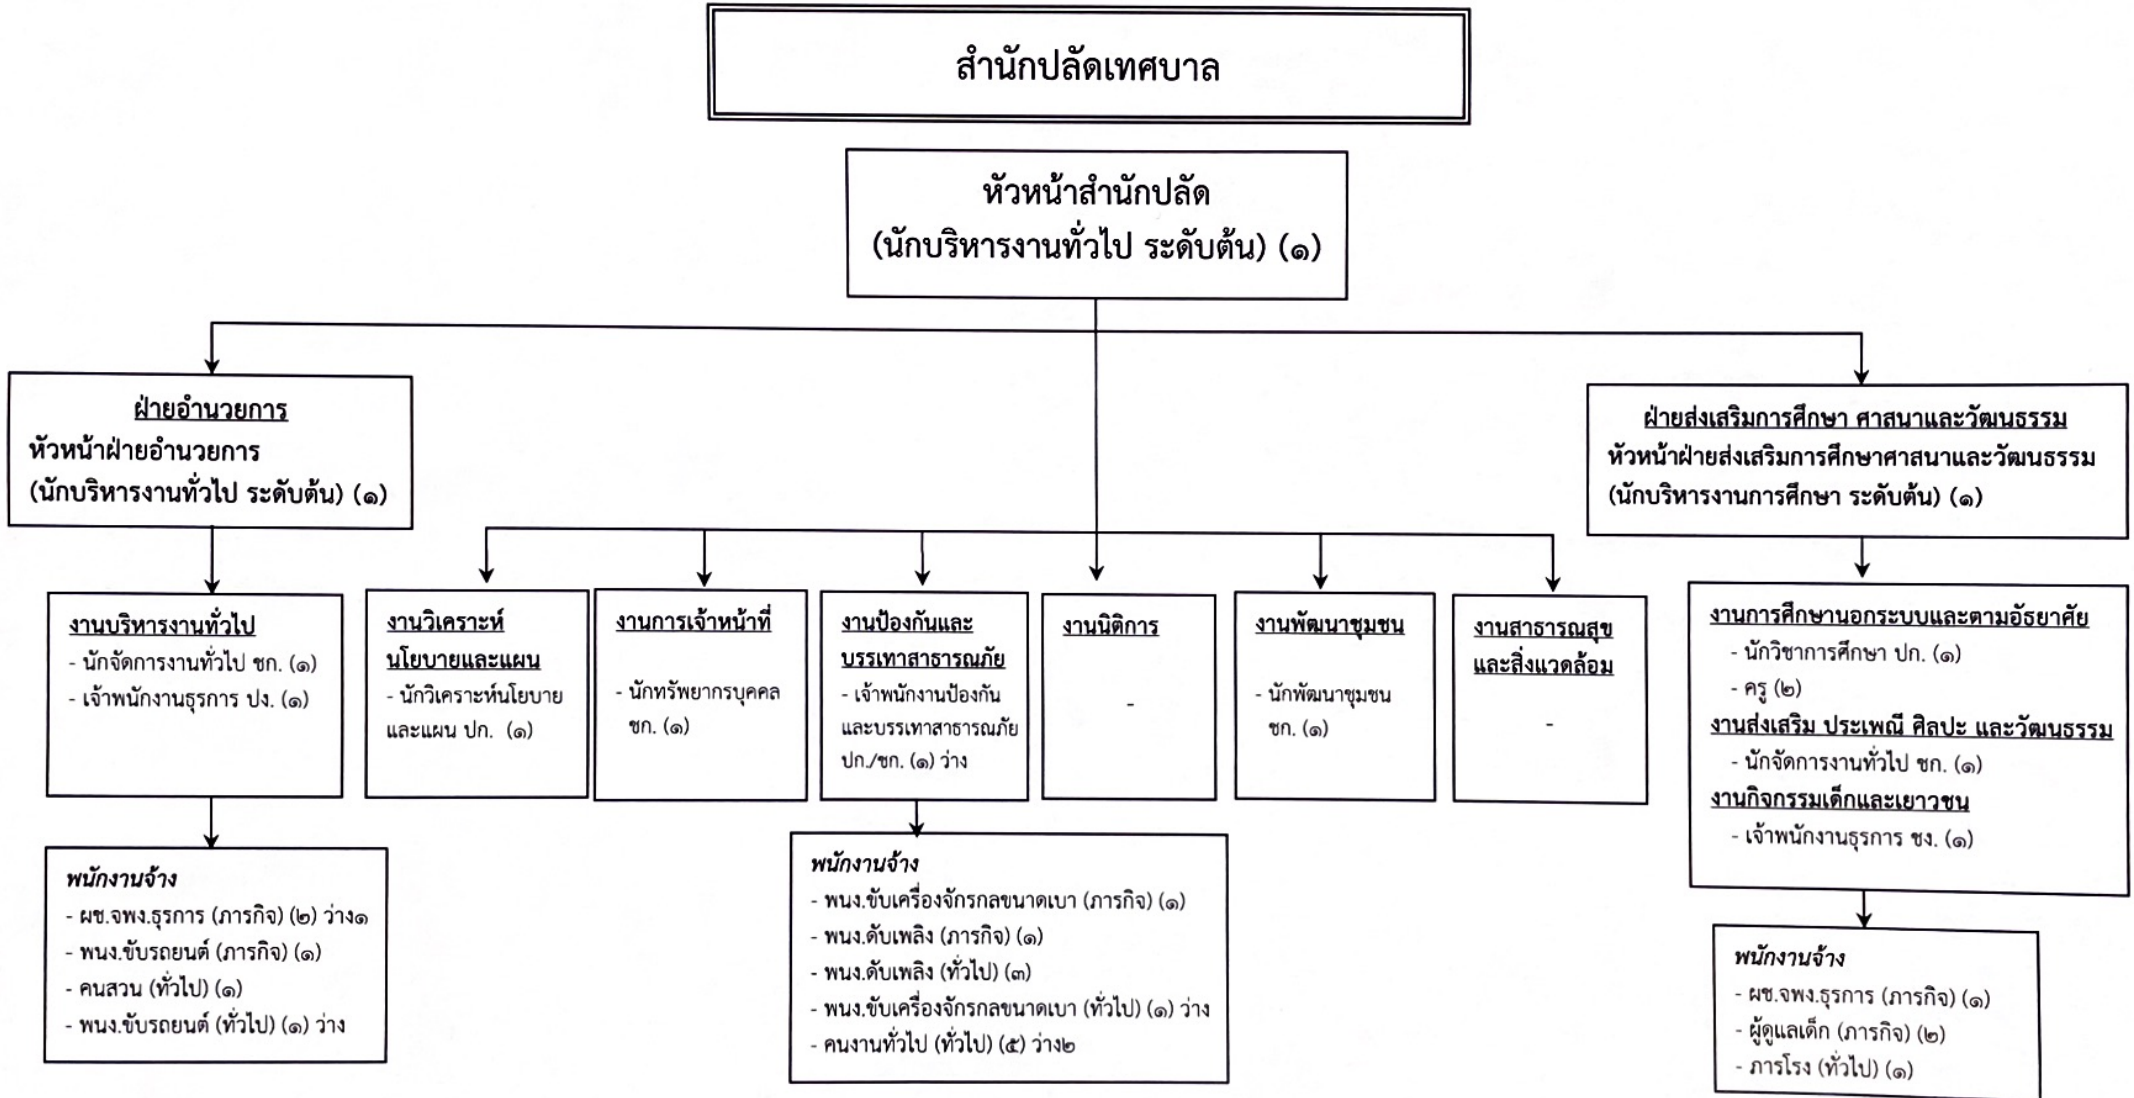 สำนักปลัดเทศบาล
หัวหน้าสำนักปลัด
(นักบริหารงานทั่วไป ระดับต้น) (๑)
ฝ่ายอำนวยการ
หัวหน้าฝ่ายอำนวยการ
(นักบริหารงานทั่วไป ระดับต้น) (๑)
ฝ่ายส่งเสริมการศึกษา ศาสนาและวัฒนธรรม
หัวหน้าฝ่ายส่งเสริมการศึกษาศาสนาและวัฒนธรรม
(นักบริหารงานการศึกษา ระดับต้น) (๑)
งานบริหารงานทั่วไป
- นักจัดการงานทั่วไป ชก. (๑)
- เจ้าพนักงานธุรการ ปง. (๑)
งานวิเคราะห์
นโยบายและแผน
- นักวิเคราะห์นโยบาย
และแผน ปก. (๑)
งานการเจ้าหน้าที่
- นักทรัพยากรบุคคล
ชก. (๑)
งานป้องกันและ
บรรเทาสาธารณภัย
- เจ้าพนักงานป้องกัน
และบรรเทาสาธารณภัย
ปก./ชก. (๑) ว่าง
งานนิติการ
-
งานพัฒนาชุมชน
- นักพัฒนาชุมชน
ชก. (๑)
งานสาธารณสุข
และสิ่งแวดล้อม
-
งานการศึกษานอกระบบและตามอัธยาศัย
- นักวิชาการศึกษา ปก. (๑)
- ครู (๒)
งานส่งเสริม ประเพณี ศิลปะ และวัฒนธรรม
- นักจัดการงานทั่วไป ชก. (๑)
งานกิจกรรมเด็กและเยาวชน
- เจ้าพนักงานธุรการ ชง. (๑)
พนักงานจ้าง
- ผช.จพง.ธุรการ (ภารกิจ) (๒) ว่าง๑
- พนง.ขับรถยนต์ (ภารกิจ) (๑)
- คนสวน (ทั่วไป) (๑)
- พนง.ขับรถยนต์ (ทั่วไป) (๑) ว่าง
พนักงานจ้าง
- พนง.ขับเครื่องจักรกลขนาดเบา (ภารกิจ) (๑)
- พนง.ดับเพลิง (ภารกิจ) (๑)
- พนง.ดับเพลิง (ทั่วไป) (๓)
- พนง.ขับเครื่องจักรกลขนาดเบา (ทั่วไป) (๑) ว่าง
- คนงานทั่วไป (ทั่วไป) (๕) ว่าง๒
พนักงานจ้าง
- ผช.จพง.ธุรการ (ภารกิจ) (๑)
- ผู้ดูแลเด็ก (ภารกิจ) (๒)
- ภารโรง (ทั่วไป) (๑)